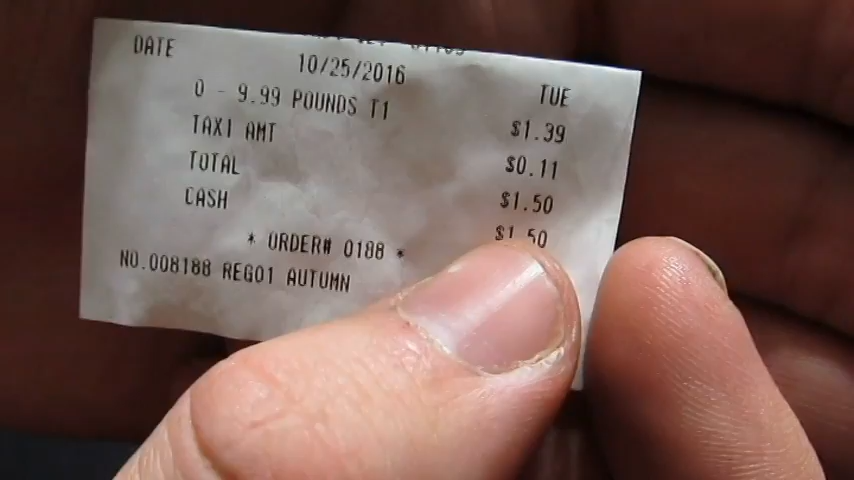 DATE 10/25/2016 TUE
0 - 9.99 POUNDS T1 $1.39
TAX1 AMT $0.11
TOTAL $1.50
CASH $1.50
* ORDER# 0188 *
NO.008188 REG01 AUTUMN